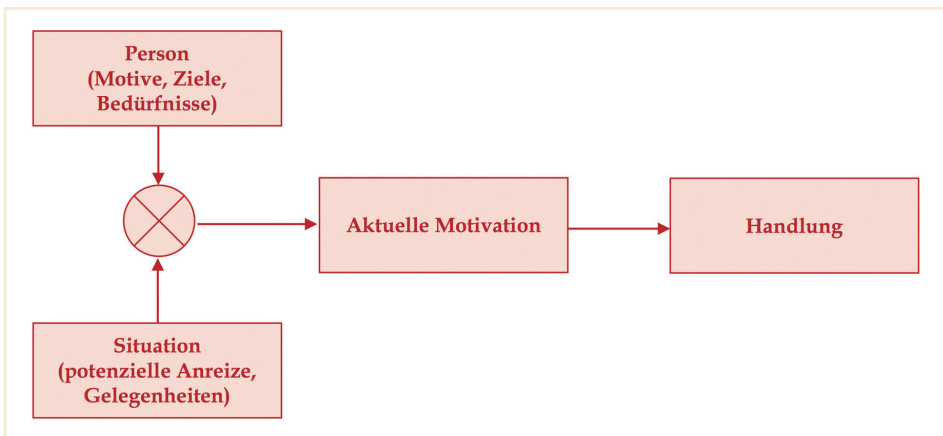 Person
(Motive, Ziele,
Bedürfnisse)
Aktuelle Motivation
Handlung
Situation
(potenzielle Anreize,
Gelegenheiten)